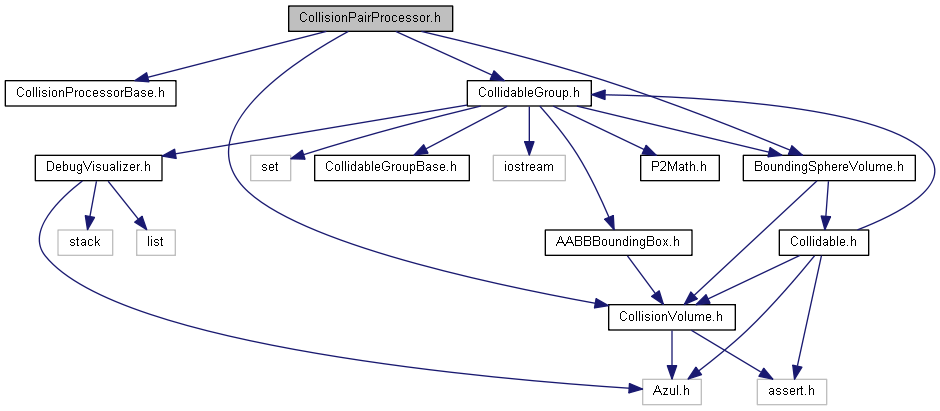 CollisionPairProcessor.h
CollisionProcessorBase.h
CollidableGroup.h
DebugVisualizer.h
set
CollidableGroupBase.h
iostream
P2Math.h
BoundingSphereVolume.h
stack
list
AABBBoundingBox.h
Collidable.h
CollisionVolume.h
Azul.h
assert.h